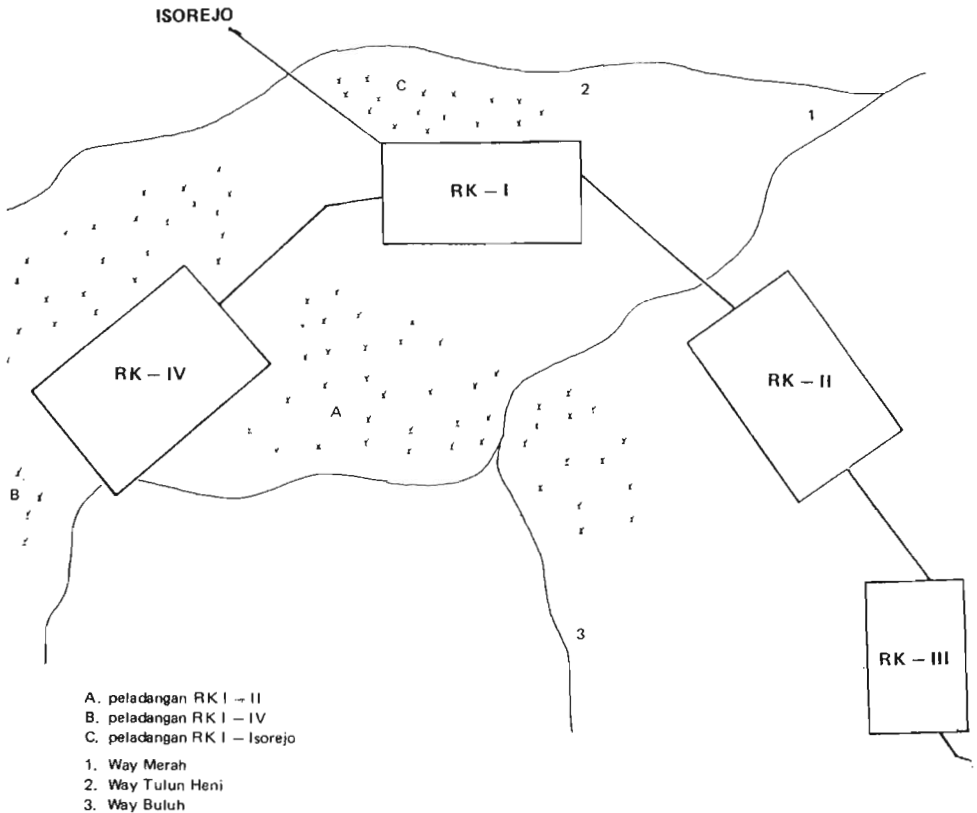 ISOREJO
C
2
1
RK – I
RK – IV
RK – II
A
B
3
RK – III
A. peladangan RK I – II
B. peladangan RK I – IV
C. peladangan RK I – Isorejo
1. Way Merah
2. Way Tulun Heni
3. Way Buluh